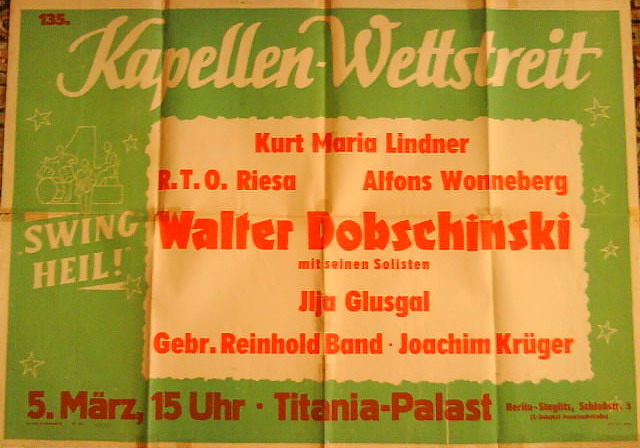 135.
Kapellen-Wettstreit
Kurt Maria Lindner
R.T.O. Riesa Alfons Wonneberg
"SWING
HEIL!"
Walter Dobschinski
mit seinen Solisten
Jlja Glusgal
Gebr. Reinhold Band · Joachim Krüger
5. März, 15 Uhr · Titania-Palast
Berlin-Steglitz, Schloßstr. 5